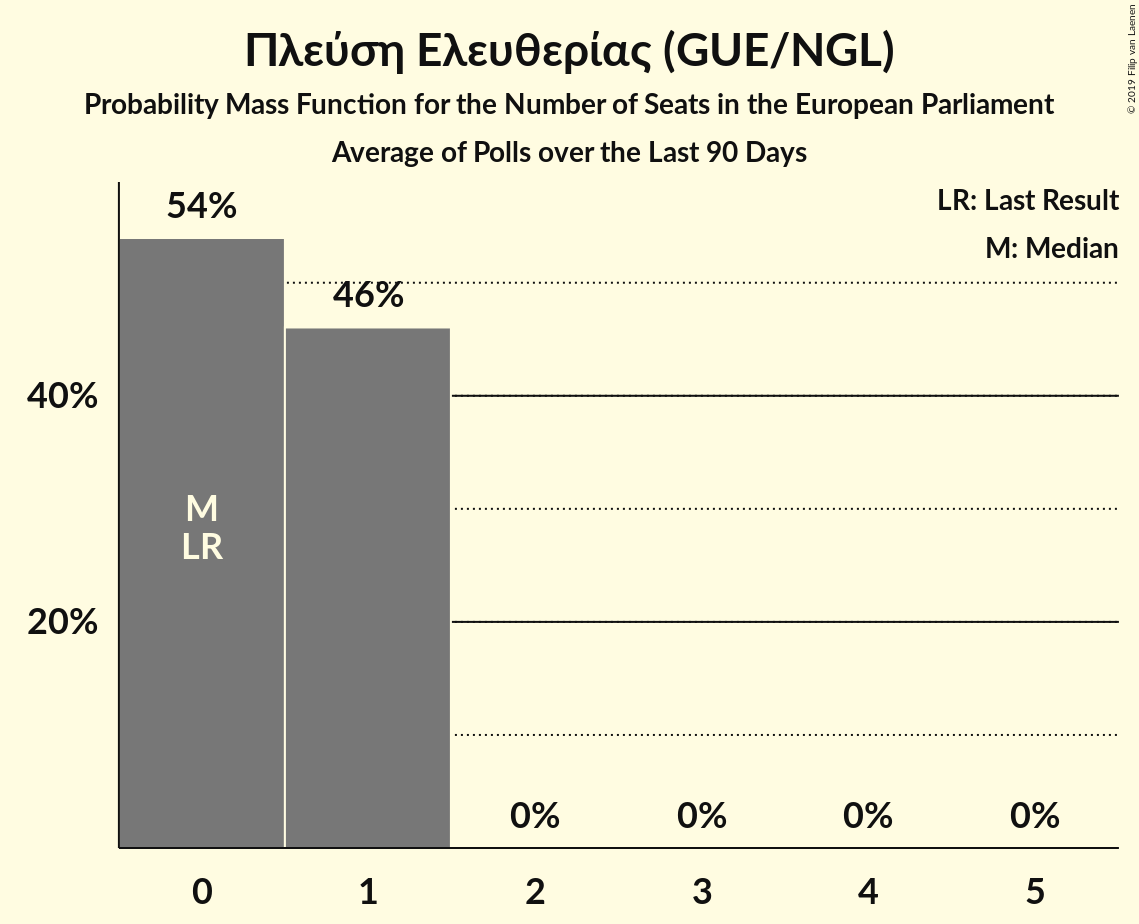 Πλεύση Ελευθερίας (GUE/NGL)
Probability Mass Function for the Number of Seats in the European Parliament
Average of Polls over the Last 90 Days
© 2019 Filip van Laenen
LR: Last Result
M: Median
54%
46%
40%
20%
M
LR
0%
0%
0%
0%
0
1
2
3
4
5